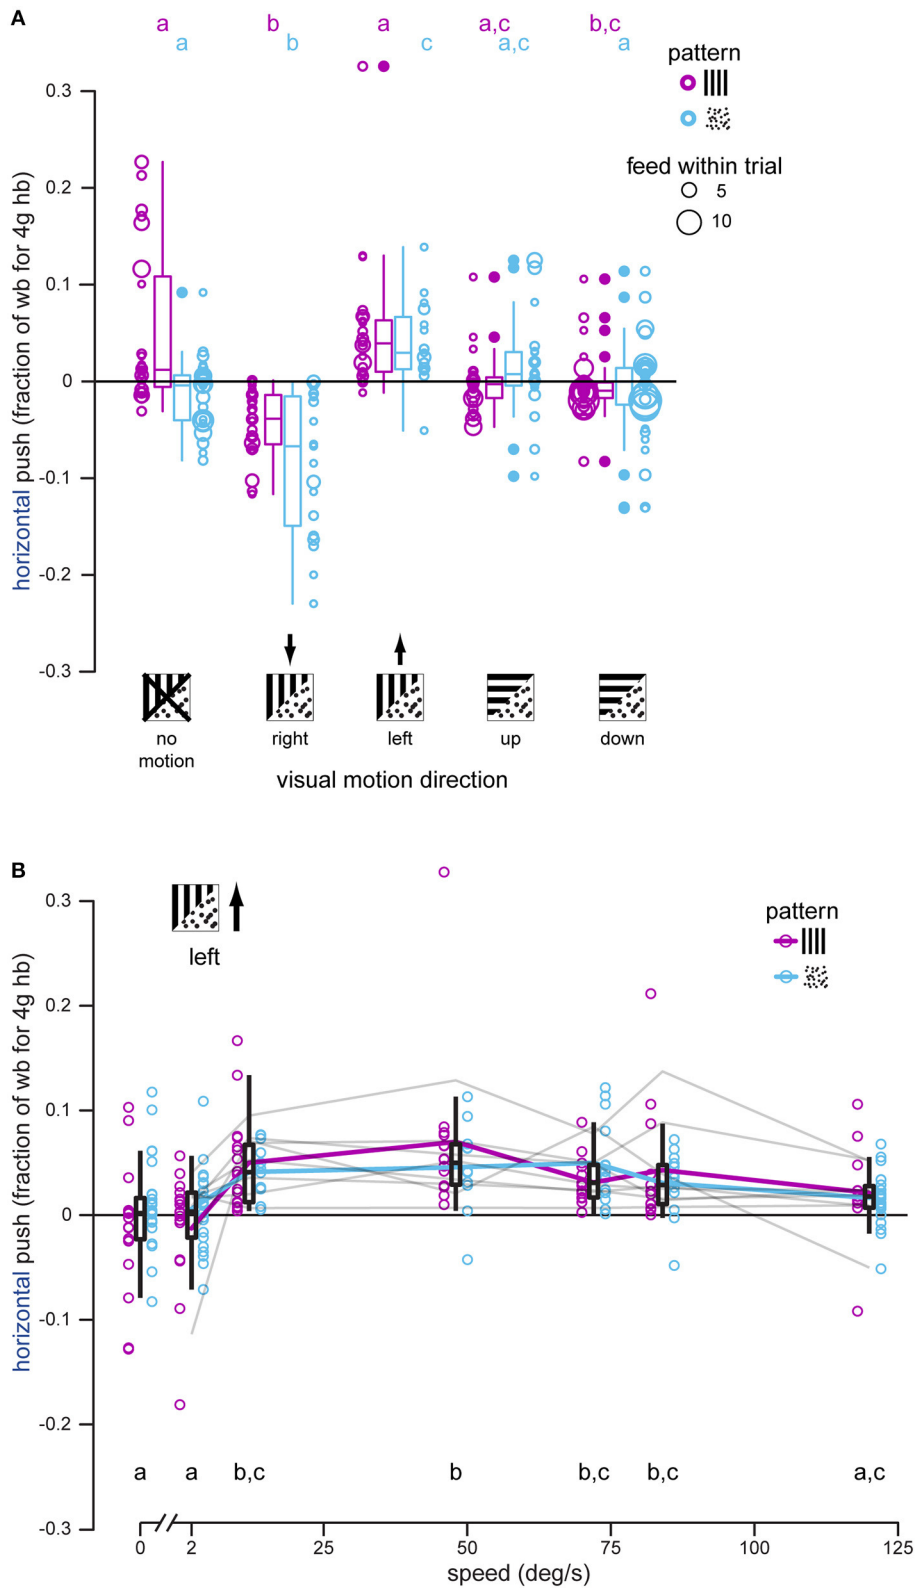 A
a b a a,c b,c
a b c a,c a
pattern
feed within trial
5
10
0.3
0.2
0.1
0
-0.1
-0.2
-0.3
horizontal push (fraction of wb for 4g hb)
no motion
right
left
up
down
visual motion direction
B
left
pattern
0.3
0.2
0.1
0
-0.1
-0.2
-0.3
horizontal push (fraction of wb for 4g hb)
a a b,c b b,c b,c a,c
0 2 25 50 75 100 125
speed (deg/s)